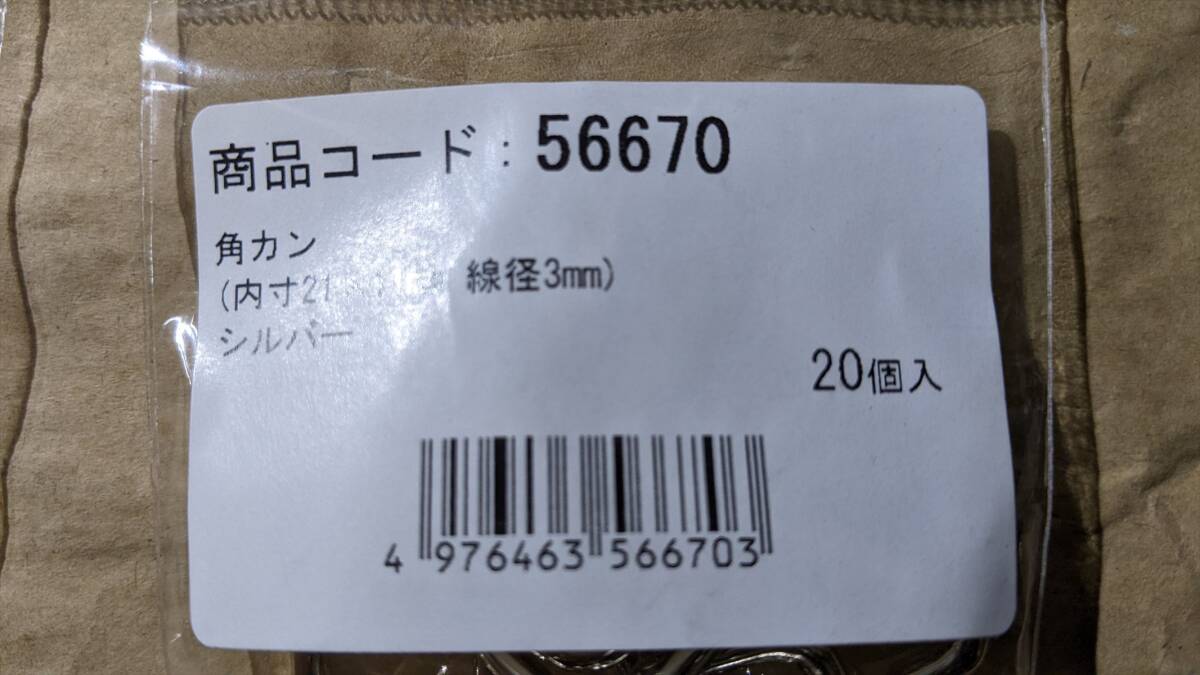 商品コード：56670
角カン
(内寸21 線径3mm)
シルバー
20個入
4 976463 566703